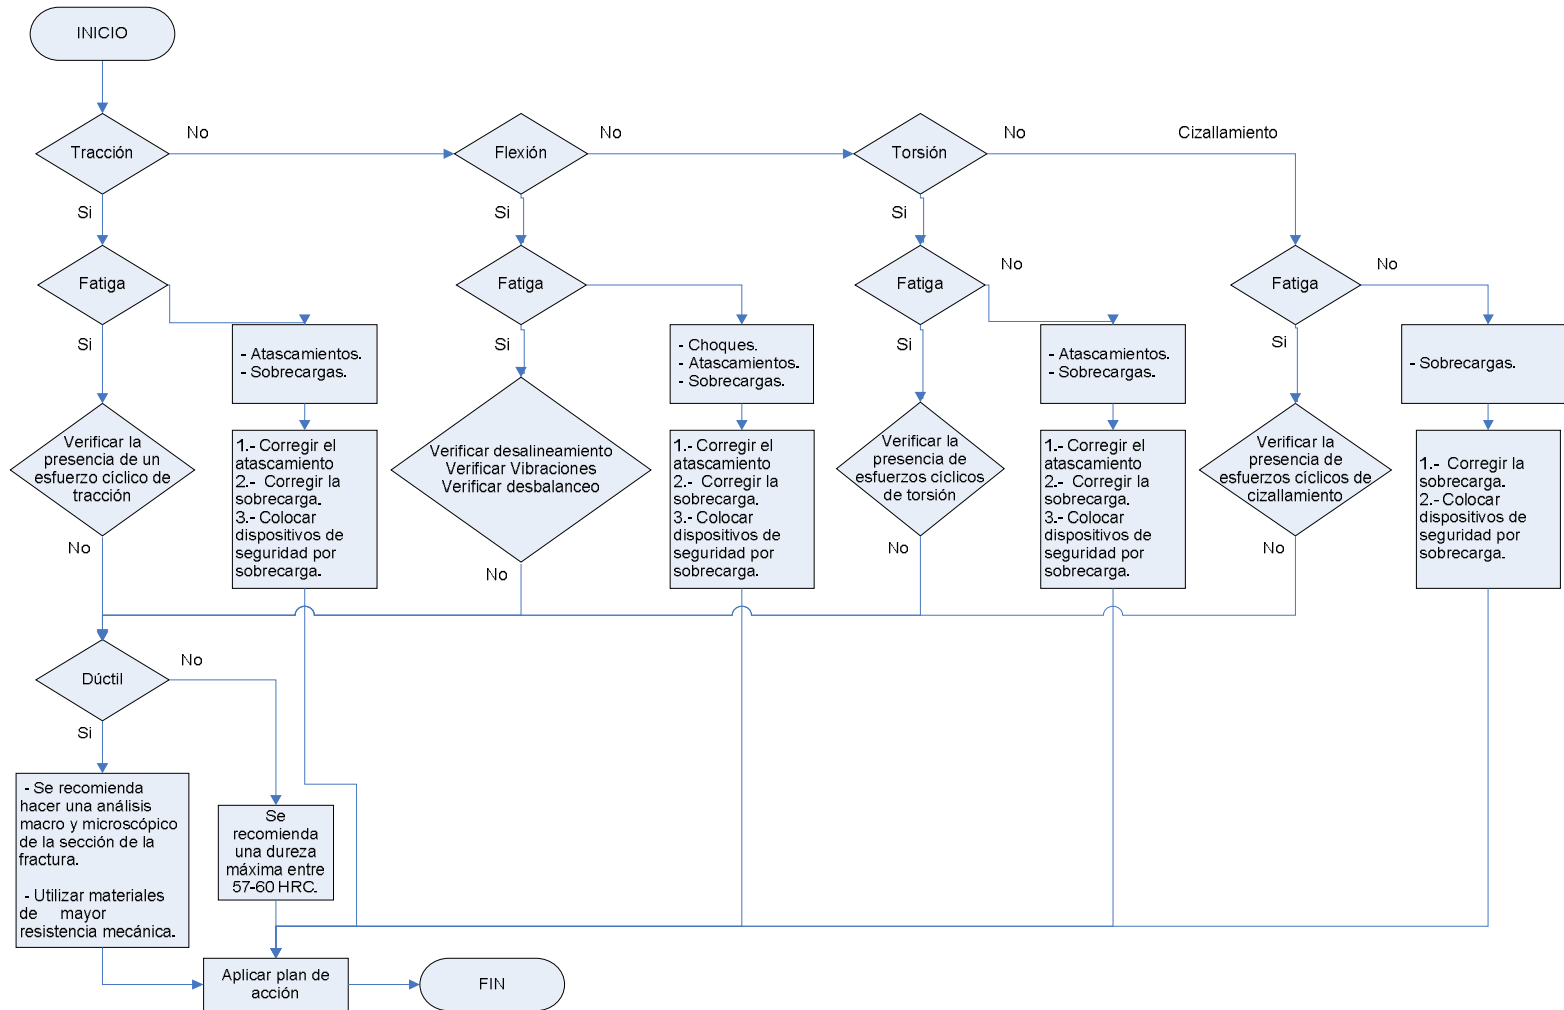 INICIO
No
No
No
Cizallamiento
Tracción
Flexión
Torsión
Si
Si
Si
Fatiga
Fatiga
Fatiga
No
Fatiga
No
Si
Si
Si
Si
- Atascamientos.
- Sobrecargas.
- Choques.
- Atascamientos.
- Sobrecargas.
- Atascamientos.
- Sobrecargas.
- Sobrecargas.
Verificar la
presencia de un
esfuerzo cíclico de
tracción
1.- Corregir el
atascamiento
2.- Corregir la
sobrecarga.
3.- Colocar
dispositivos de
seguridad por
sobrecarga.
Verificar desalineamiento
Verificar Vibraciones
Verificar desbalanceo
1.- Corregir el
atascamiento
2.- Corregir la
sobrecarga.
3.- Colocar
dispositivos de
seguridad por
sobrecarga.
Verificar la
presencia de
esfuerzos cíclicos
de torsión
1.- Corregir el
atascamiento
2.- Corregir la
sobrecarga.
3.- Colocar
dispositivos de
seguridad por
sobrecarga.
Verificar la
presencia de
esfuerzos cíclicos de
cizallamiento
1.- Corregir la
sobrecarga.
2.- Colocar
dispositivos de
seguridad por
sobrecarga.
No
No
No
No
Dúctil
No
Si
- Se recomienda
hacer una análisis
macro y microscópico
de la sección de la
fractura.
- Utilizar materiales
de mayor
resistencia mecánica.
Se
recomienda
una dureza
máxima entre
57-60 HRC.
Aplicar plan de
acción
FIN